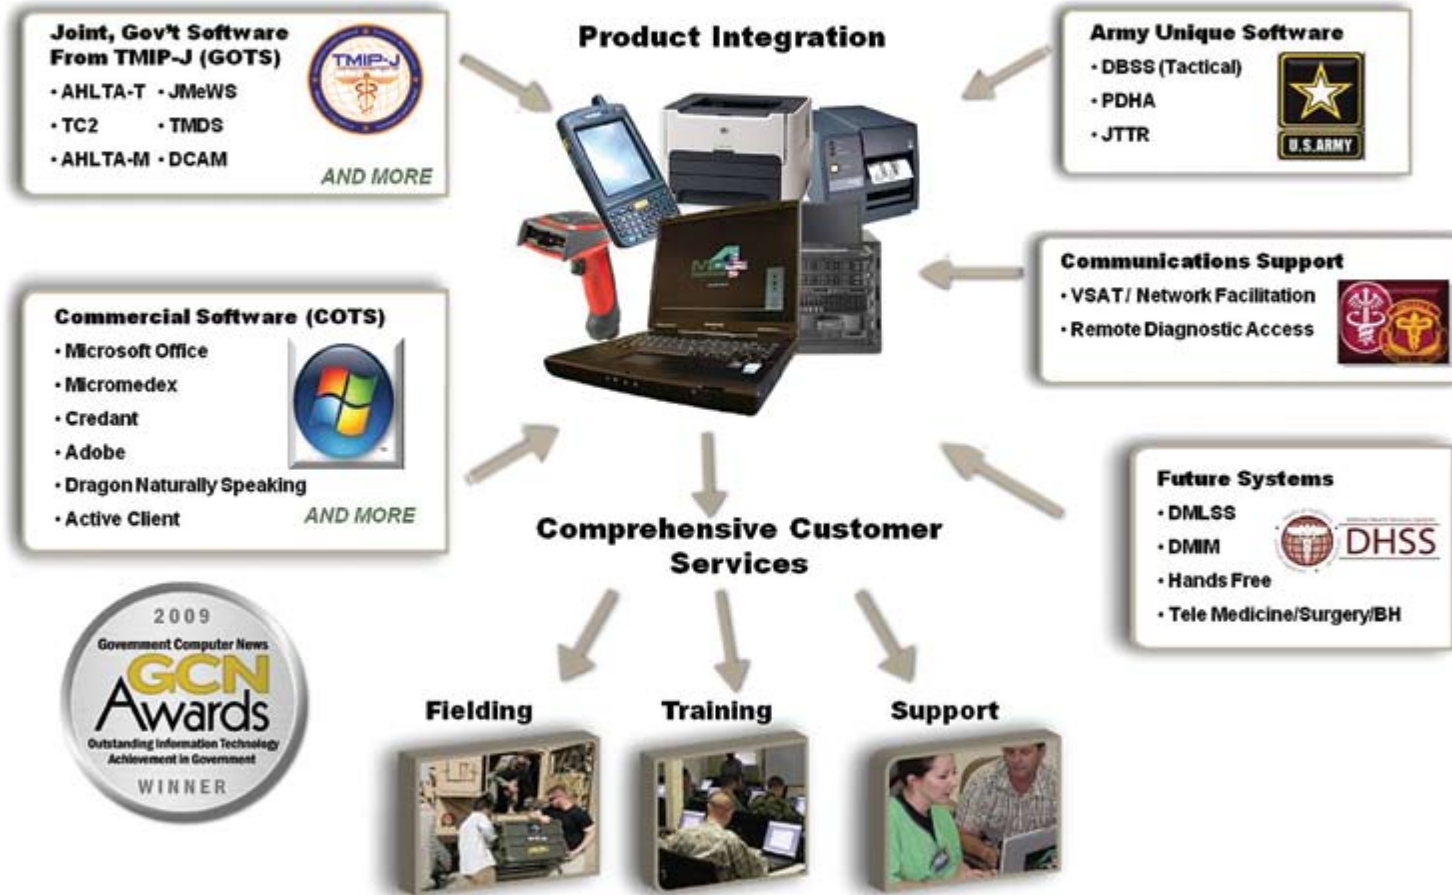 Joint, Gov't Software
From TMIP-J (GOTS)
• AHLTA-T • JMeWS
• TC2 • TMDS
• AHLTA-M • DCAM
AND MORE
TMIP-J
Product Integration
Army Unique Software
• DBSS (Tactical)
• PDHA
• JTTR
U.S.ARMY
Communications Support
• VSAT / Network Facilitation
• Remote Diagnostic Access
Commercial Software (COTS)
• Microsoft Office
• Micromedex
• Credant
• Adobe
• Dragon Naturally Speaking
• Active Client
AND MORE
MC4
Future Systems
• DMLSS
• DMIM
• Hands Free
• Tele Medicine/Surgery/BH
DHSS
Comprehensive Customer
Services
2009
Government Computer News
GCN
Awards
Outstanding Information Technology
Achievement in Government
WINNER
Fielding
Training
Support